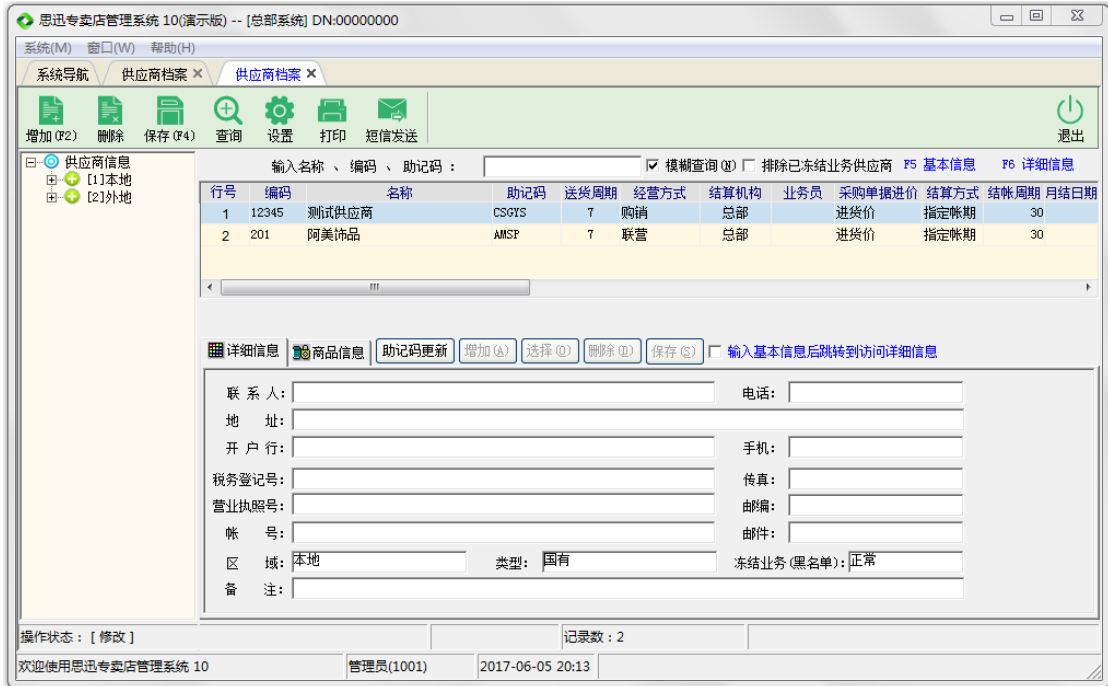 思迅专卖店管理系统 10(演示版) -- [总部系统] DN:00000000
系统(M) 窗口(W) 帮助(H)
系统导航 供应商档案 供应商档案
增加(F2) 删除 保存(F4) 查询 设置 打印 短信发送 退出
供应商信息
[1]本地
[2]外地
输入名称 、 编码 、 助记码 : 模糊查询(N) 排除已冻结业务供应商 F5 基本信息 F6 详细信息
行号 编码 名称 助记码 送货周期 经营方式 结算机构 业务员 采购单据进价 结算方式 结帐周期 月结日期
1 12345 测试供应商 CSGYS 7 购销 总部 进货价 指定帐期 30
2 201 阿美饰品 AMSP 7 联营 总部 进货价 指定帐期 30
详细信息 商品信息 助记码更新 增加(A) 选择(O) 删除(D) 保存(S) 输入基本信息后跳转到访问详细信息
联 系 人: 电话:
地 址:
开 户 行: 手机:
税务登记号: 传真:
营业执照号: 邮编:
帐 号: 邮件:
区 域: 本地 类型: 国有 冻结业务(黑名单): 正常
备 注:
操作状态 : [ 修改 ] 记录数 : 2
欢迎使用思迅专卖店管理系统 10 管理员(1001) 2017-06-05 20:13